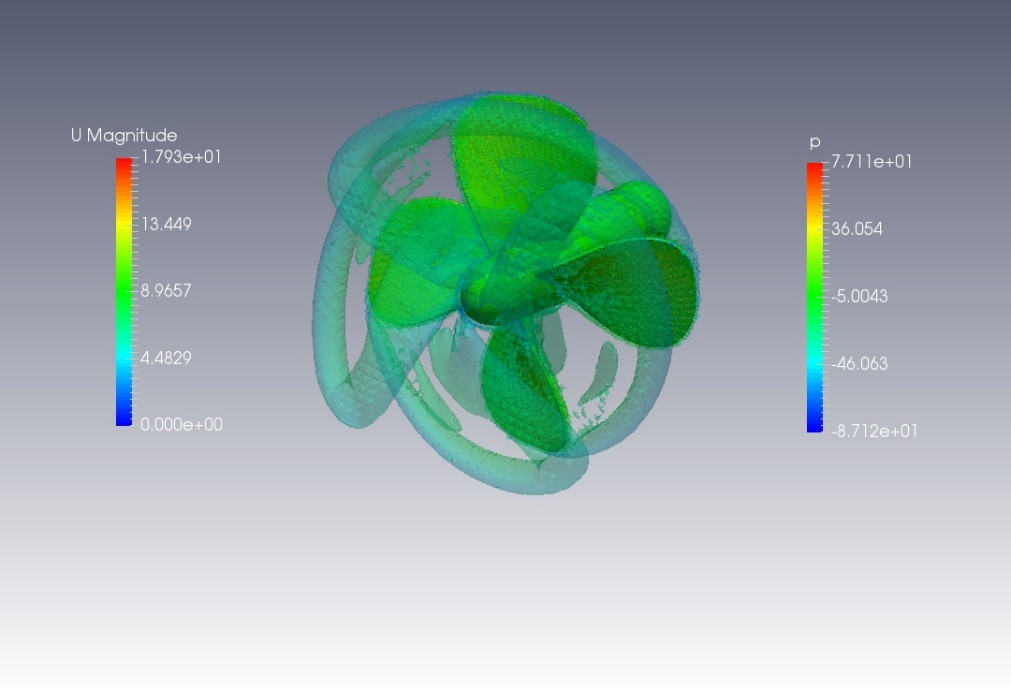 U Magnitude
1.793e+01
13.449
8.9657
4.4829
0.000e+00
p
7.711e+01
36.054
-5.0043
-46.063
-8.712e+01